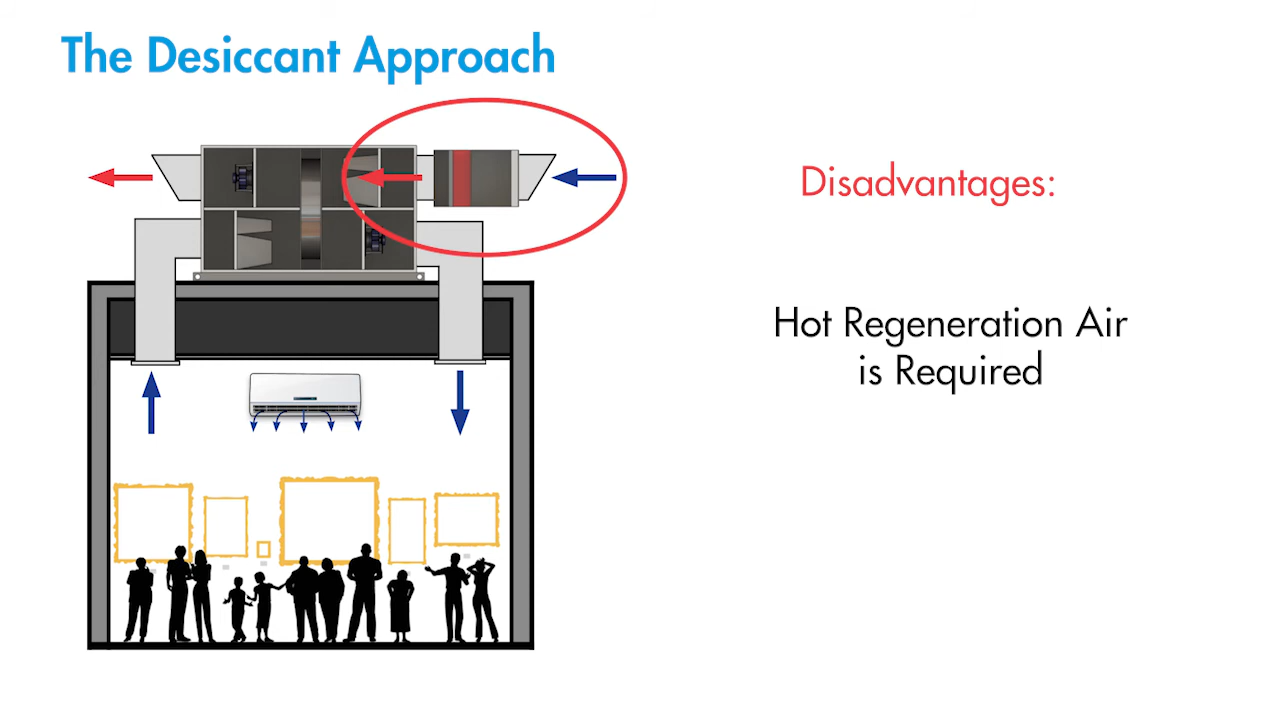 The Desiccant Approach
Disadvantages:
Hot Regeneration Air
is Required